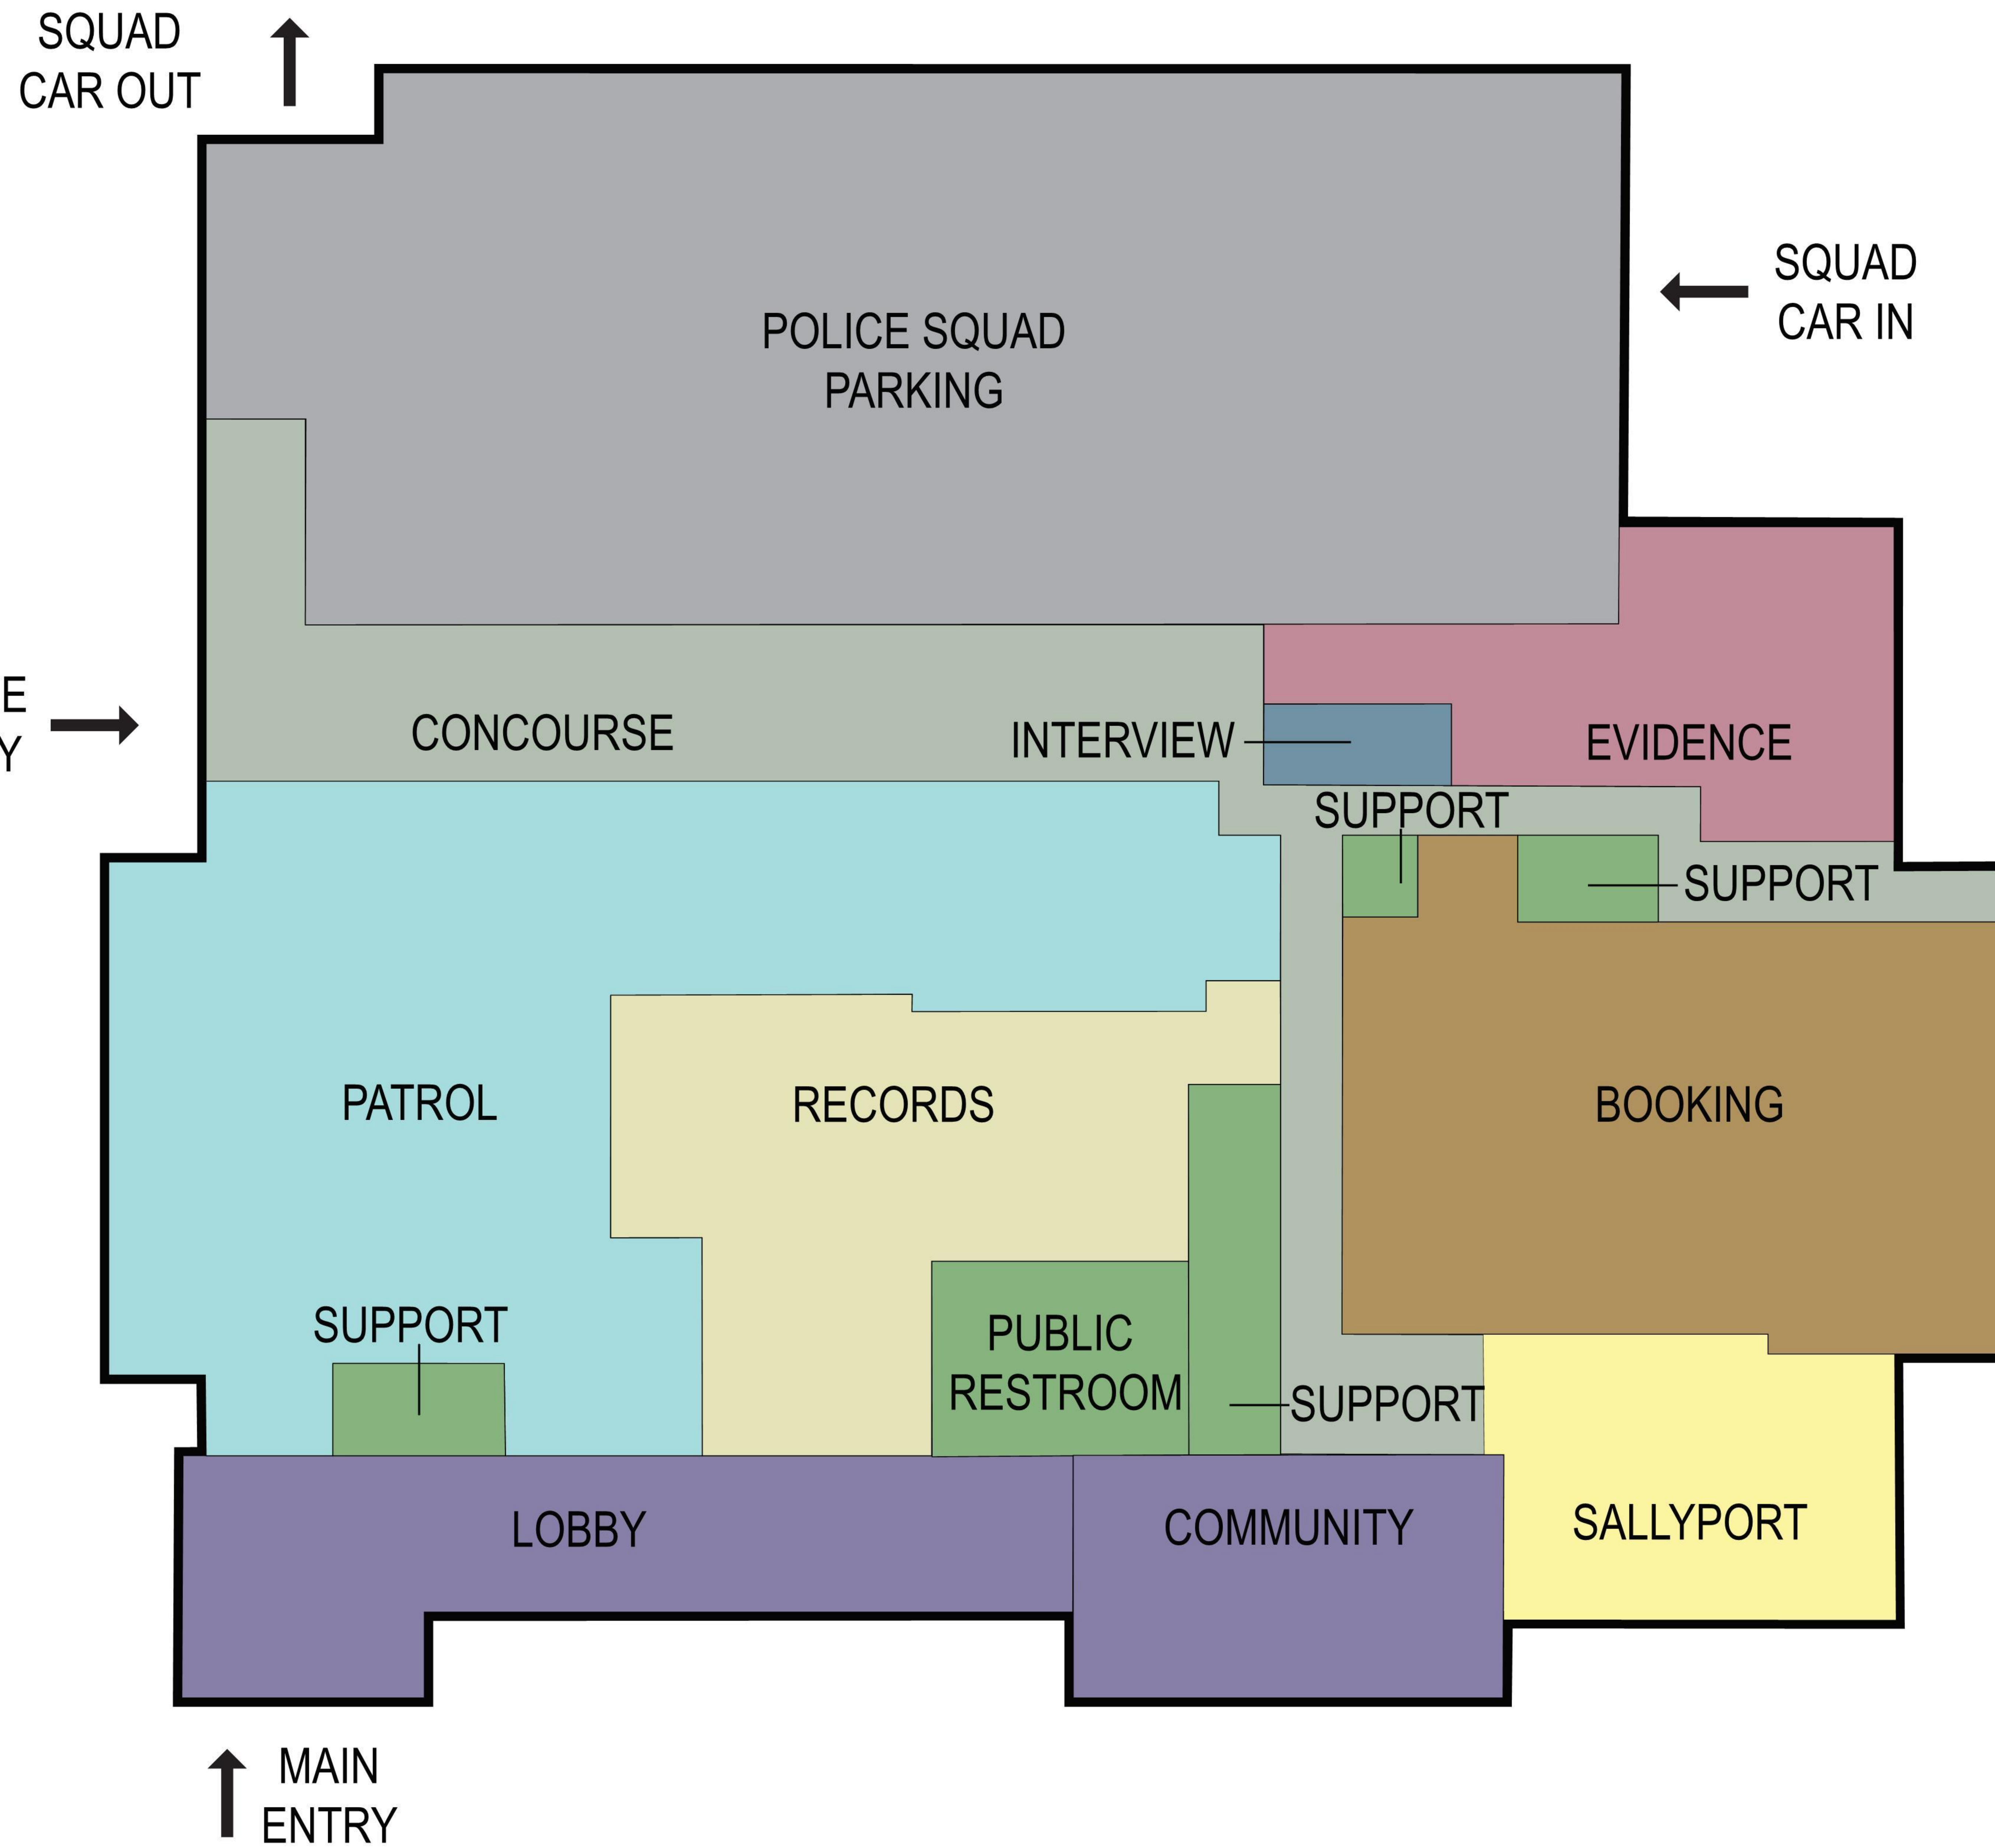 SQUAD
CAR OUT
SQUAD
CAR IN
POLICE SQUAD
PARKING
E
Y
CONCOURSE
INTERVIEW
EVIDENCE
SUPPORT
SUPPORT
PATROL
RECORDS
BOOKING
SUPPORT
PUBLIC
RESTROOM
SUPPORT
LOBBY
COMMUNITY
SALLYPORT
MAIN
ENTRY